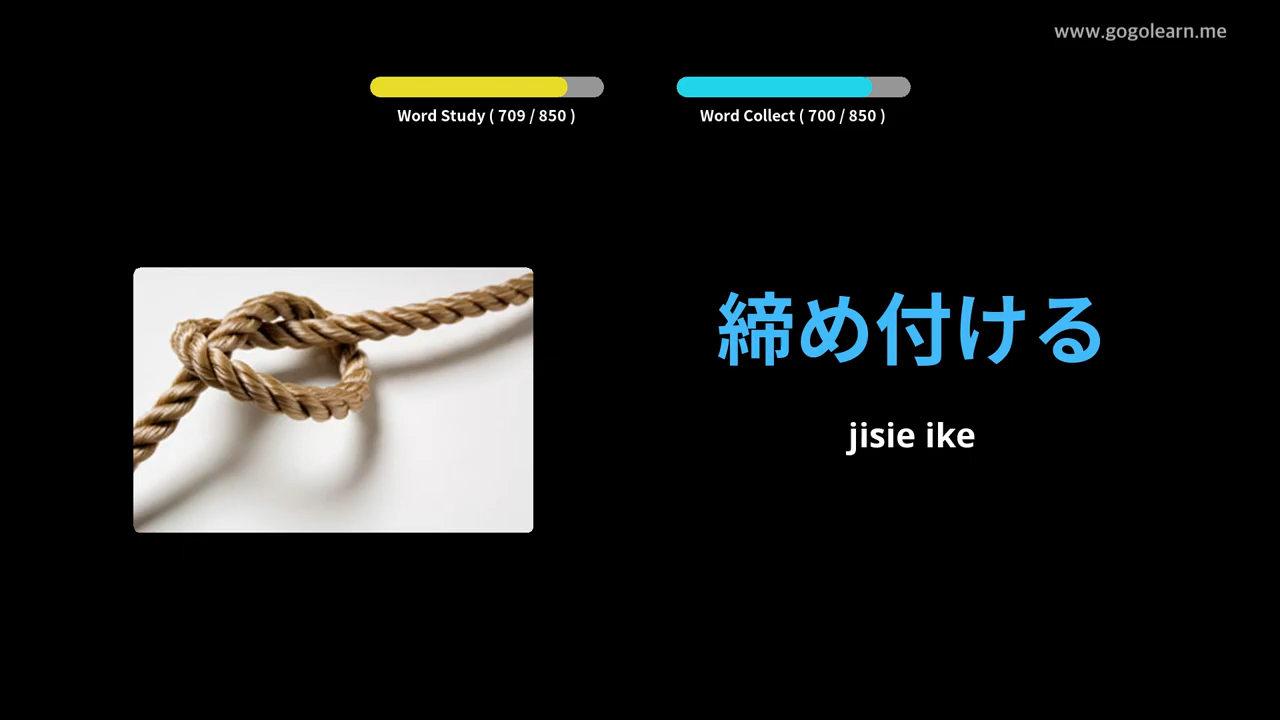 www.gogolearn.me
Word Study ( 709 / 850 )
Word Collect ( 700 / 850 )
締め付ける
jisie ike